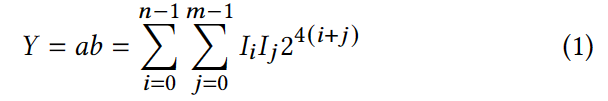 Y = ab = \sum_{i=0}^{n-1} \sum_{j=0}^{m-1} I_i I_j 2^{4(i+j)} (1)